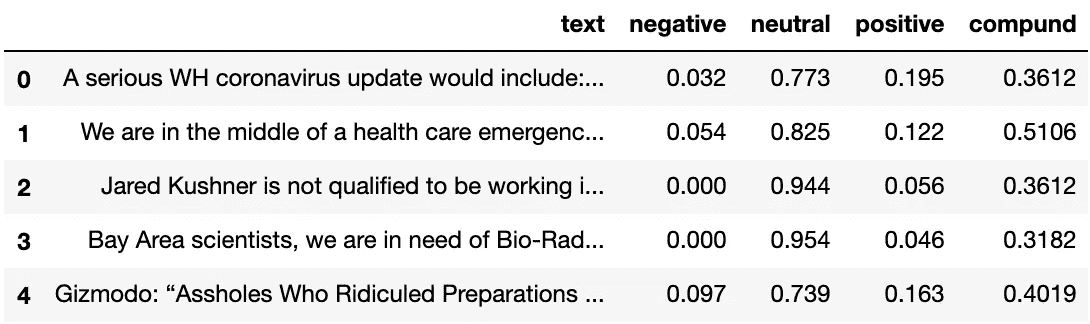 text negative neutral positive compund
0 A serious WH coronavirus update would include:... 0.032 0.773 0.195 0.3612
1 We are in the middle of a health care emergenc... 0.054 0.825 0.122 0.5106
2 Jared Kushner is not qualified to be working i... 0.000 0.944 0.056 0.3612
3 Bay Area scientists, we are in need of Bio-Rad... 0.000 0.954 0.046 0.3182
4 Gizmodo: “Assholes Who Ridiculed Preparations ... 0.097 0.739 0.163 0.4019